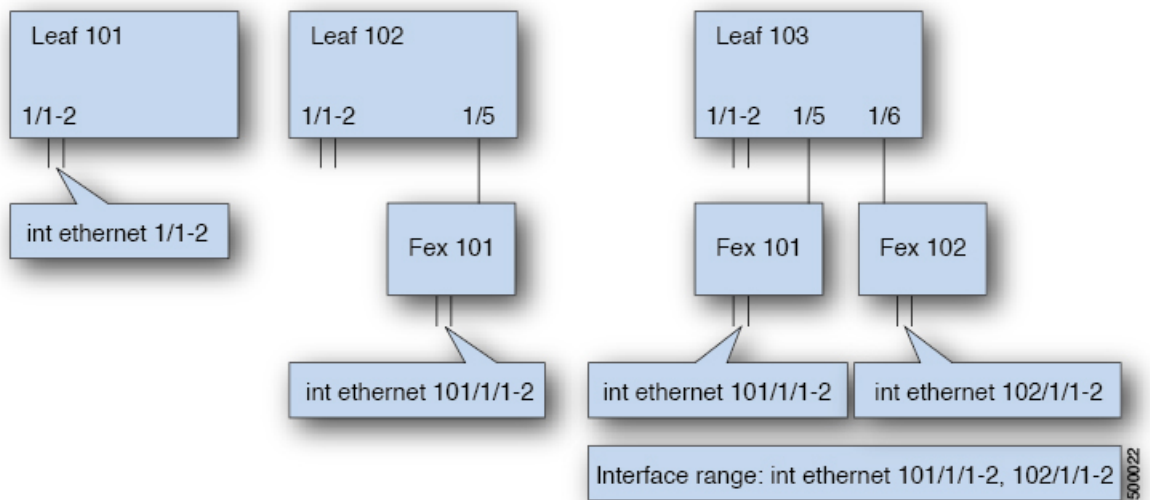 Leaf 101
1/1-2
int ethernet 1/1-2
Leaf 102
1/1-2 1/5
Fex 101
int ethernet 101/1/1-2
Leaf 103
1/1-2 1/5 1/6
Fex 101 Fex 102
int ethernet 101/1/1-2 int ethernet 102/1/1-2
Interface range: int ethernet 101/1/1-2, 102/1/1-2
500022